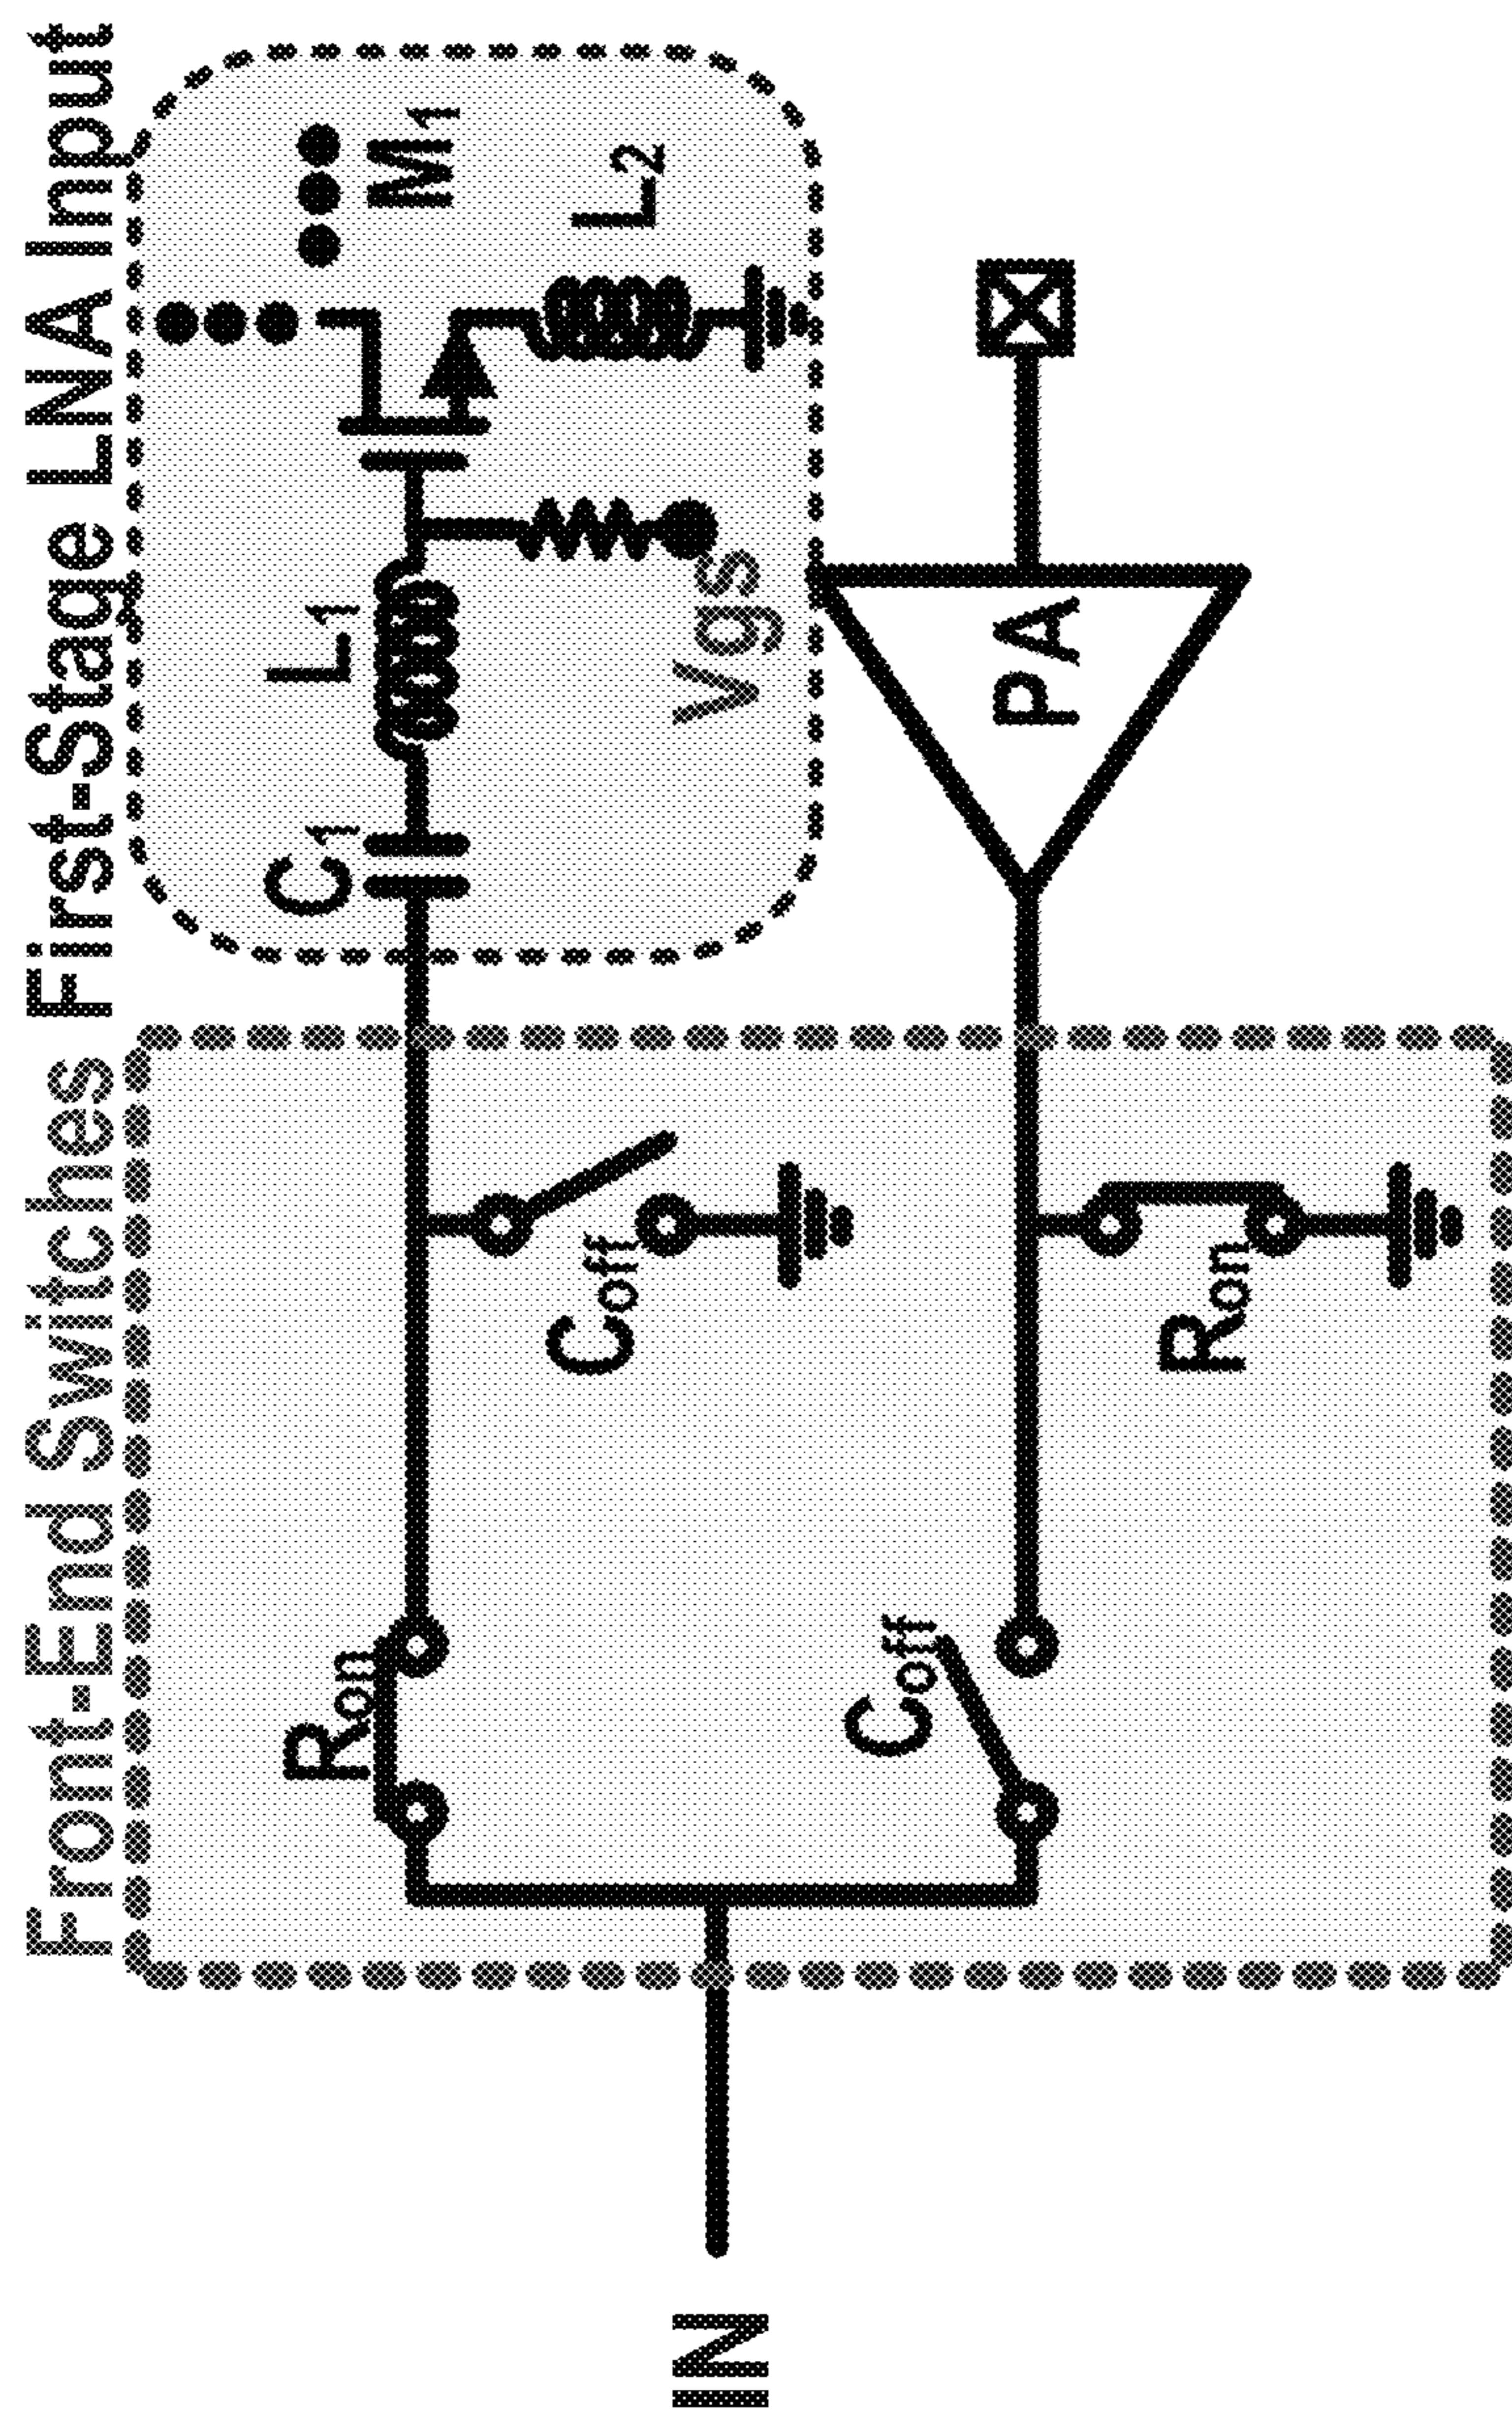 Front-End Switches
First-Stage LNA Input
IN
Ron
Coff
C1
L1
M1
L2
Vgs
Coff
Ron
PA